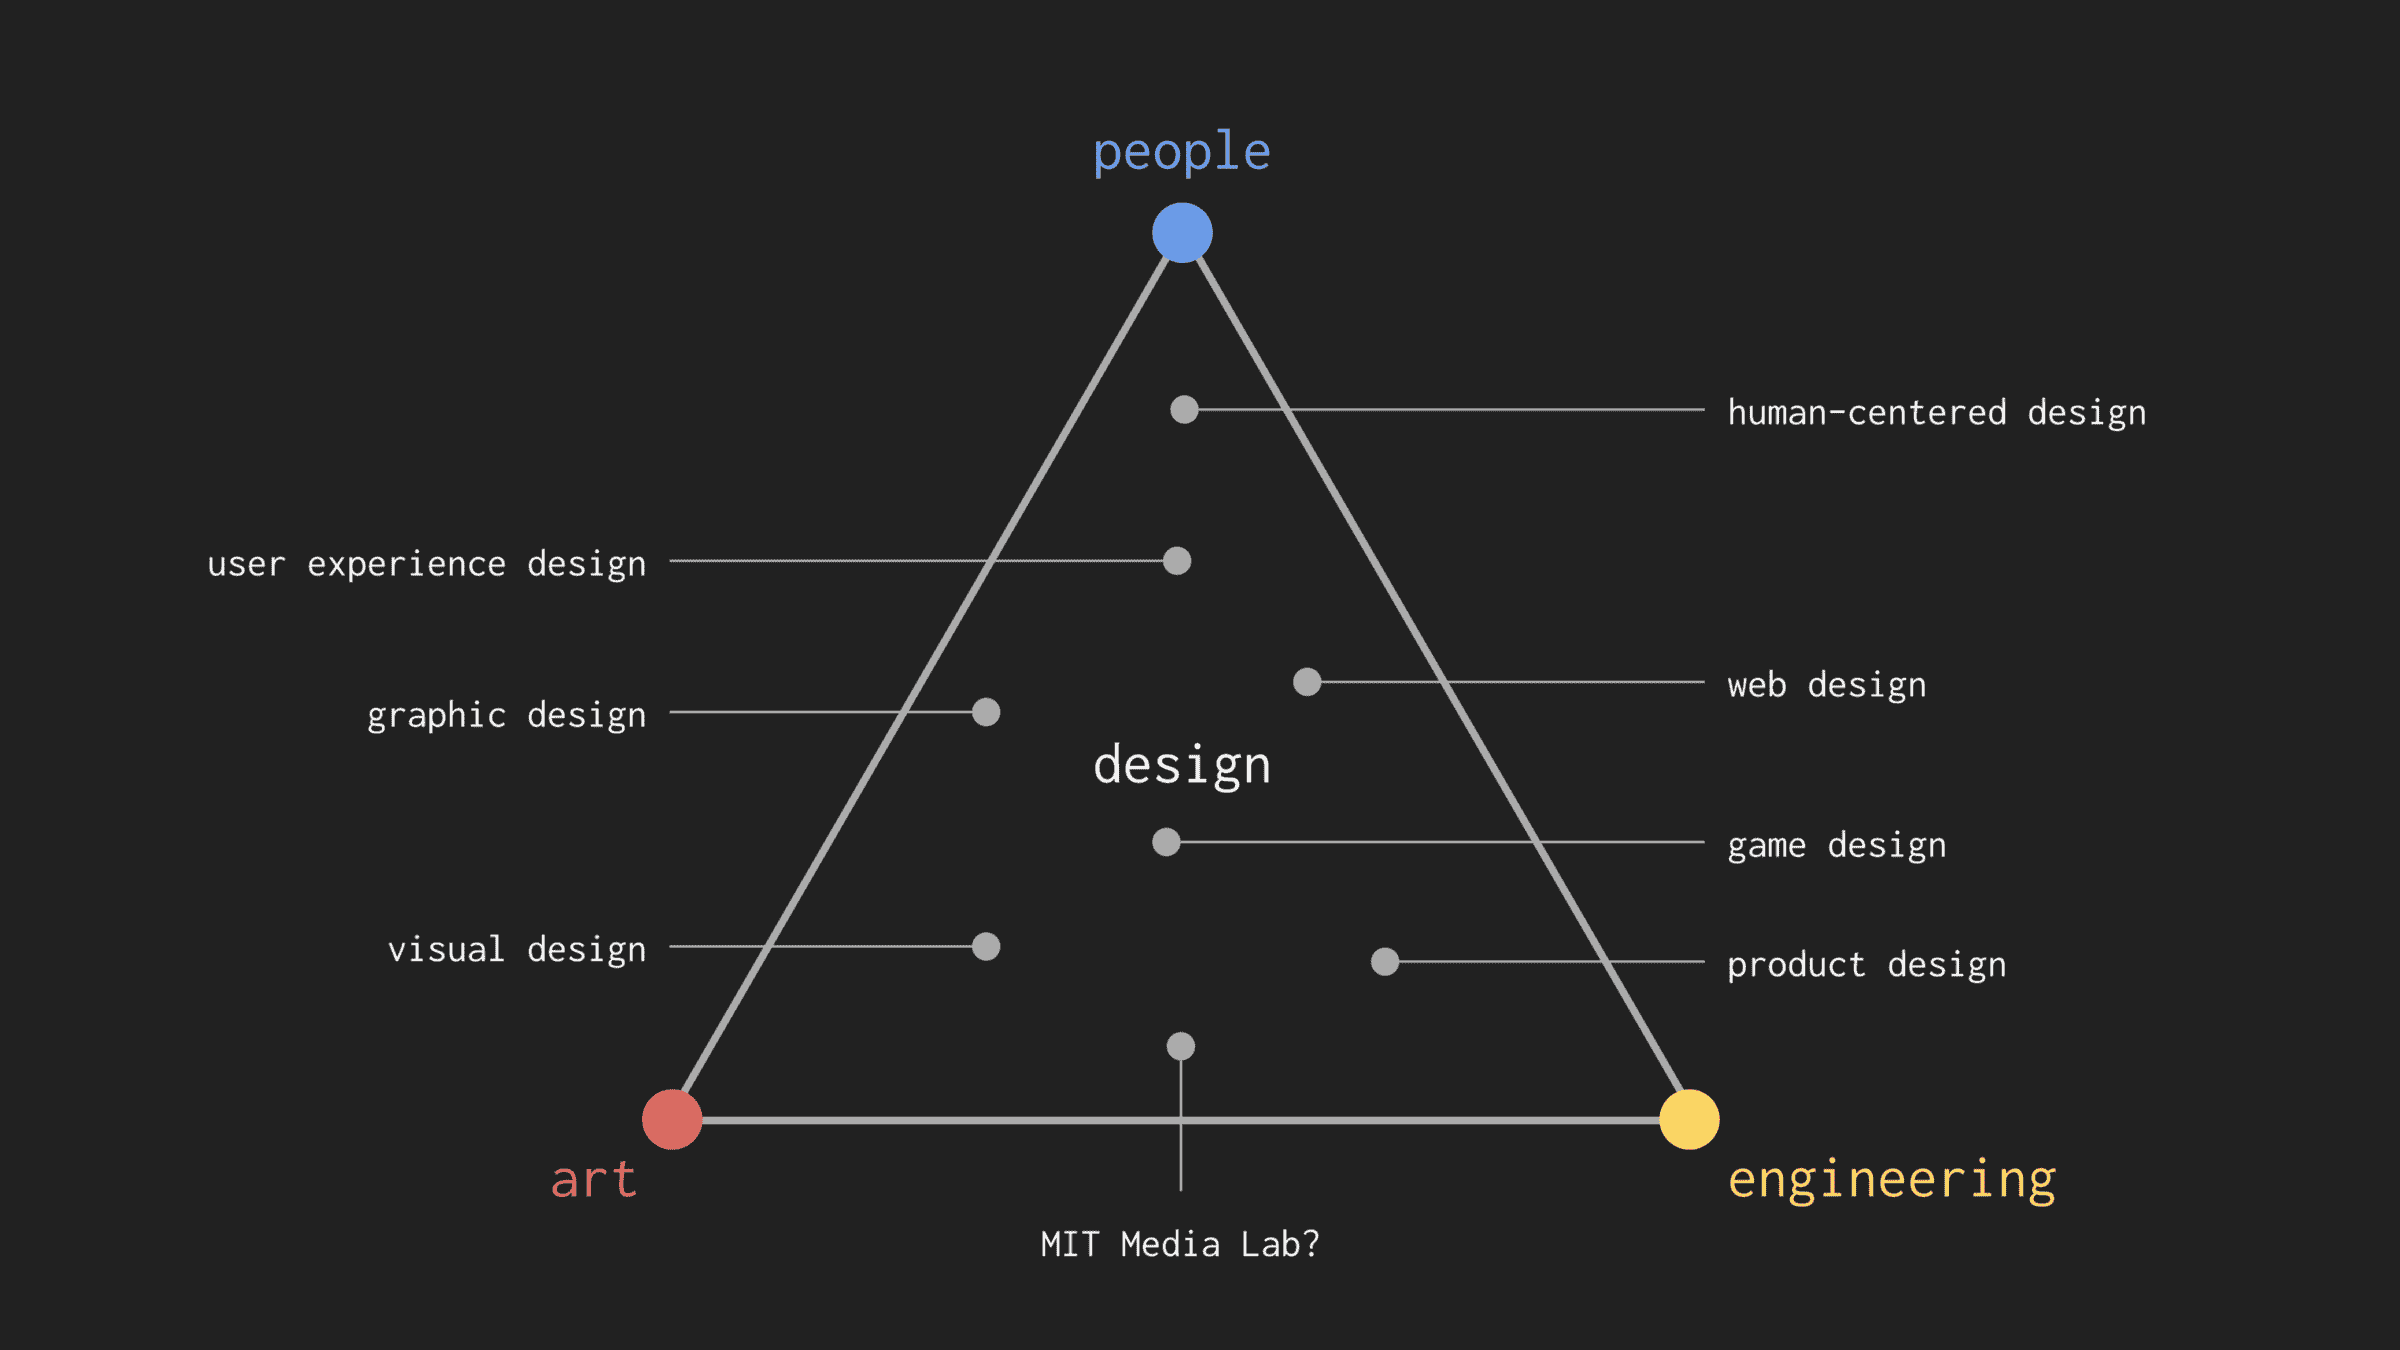 people
human-centered design
user experience design
web design
graphic design
design
game design
visual design
product design
art
engineering
MIT Media Lab?